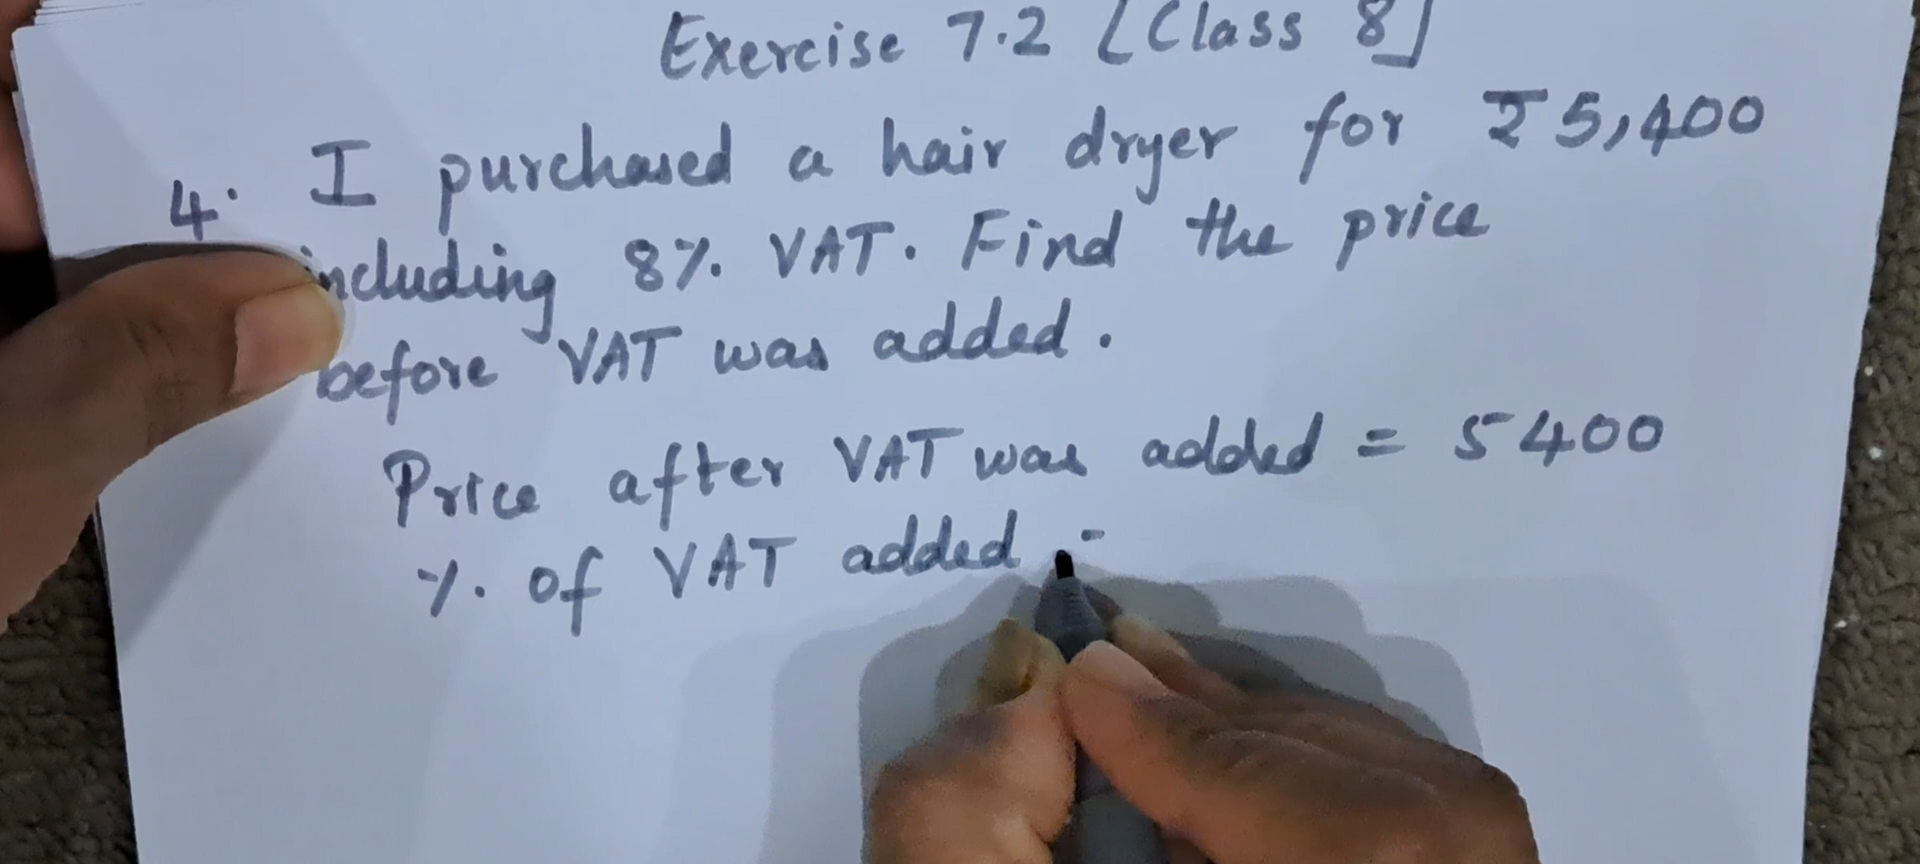 Exercise 7.2 [Class 8]
4. I purchased a hair dryer for ₹5,400
including 8% VAT. Find the price
before VAT was added.
Price after VAT was added = 5400
% of VAT added =